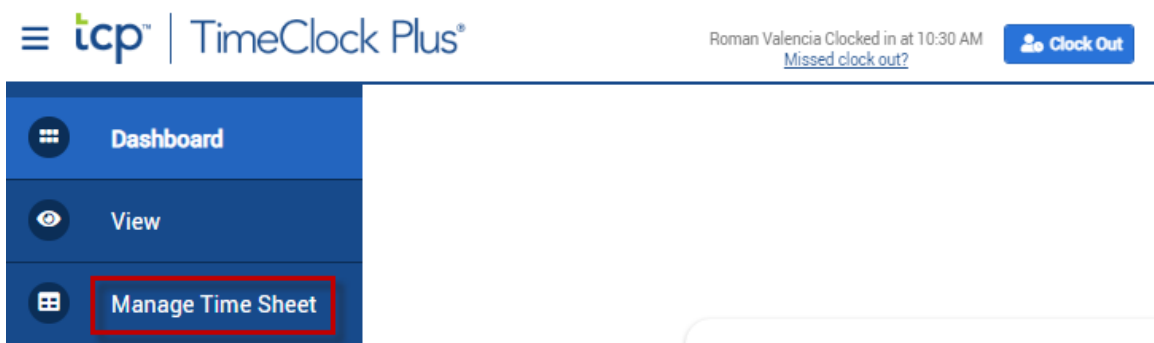 tcp™ | TimeClock Plus®
Roman Valencia Clocked in at 10:30 AM
Missed clock out?
Clock Out
Dashboard
View
Manage Time Sheet